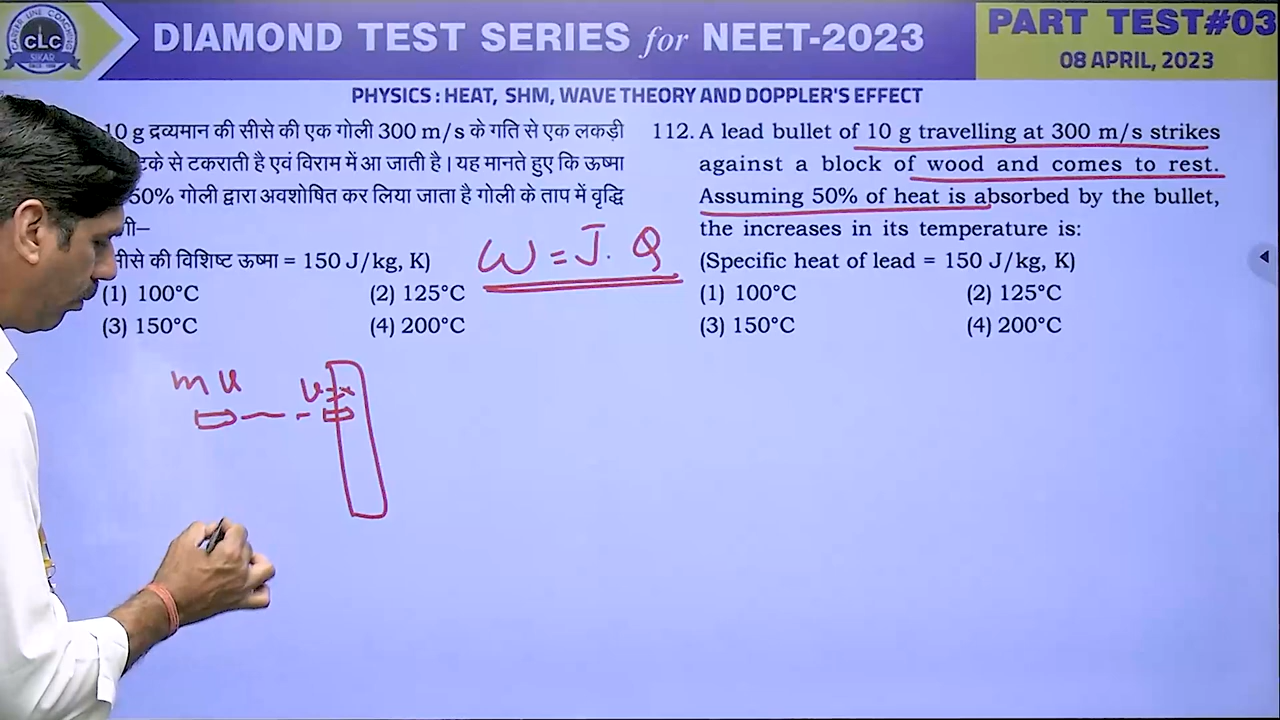 CAREER LINE COACHING
CLC
SIKAR
DIAMOND TEST SERIES for NEET-2023
PART TEST#03
08 APRIL, 2023
PHYSICS : HEAT, SHM, WAVE THEORY AND DOPPLER'S EFFECT
10 g द्रव्यमान की सीसे की एक गोली 300 m/s के गति से एक लकड़ी
से टकराती है एवं विराम में आ जाती है। यह मानते हुए कि ऊष्मा
50% गोली द्वारा अवशोषित कर लिया जाता है गोली के ताप में वृद्धि
सीसे की विशिष्ट ऊष्मा = 150 J/kg, K)
(1) 100°C (2) 125°C
(3) 150°C (4) 200°C
W = J. Q
m u
v
112. A lead bullet of 10 g travelling at 300 m/s strikes
against a block of wood and comes to rest.
Assuming 50% of heat is absorbed by the bullet,
the increases in its temperature is:
(Specific heat of lead = 150 J/kg, K)
(1) 100°C (2) 125°C
(3) 150°C (4) 200°C